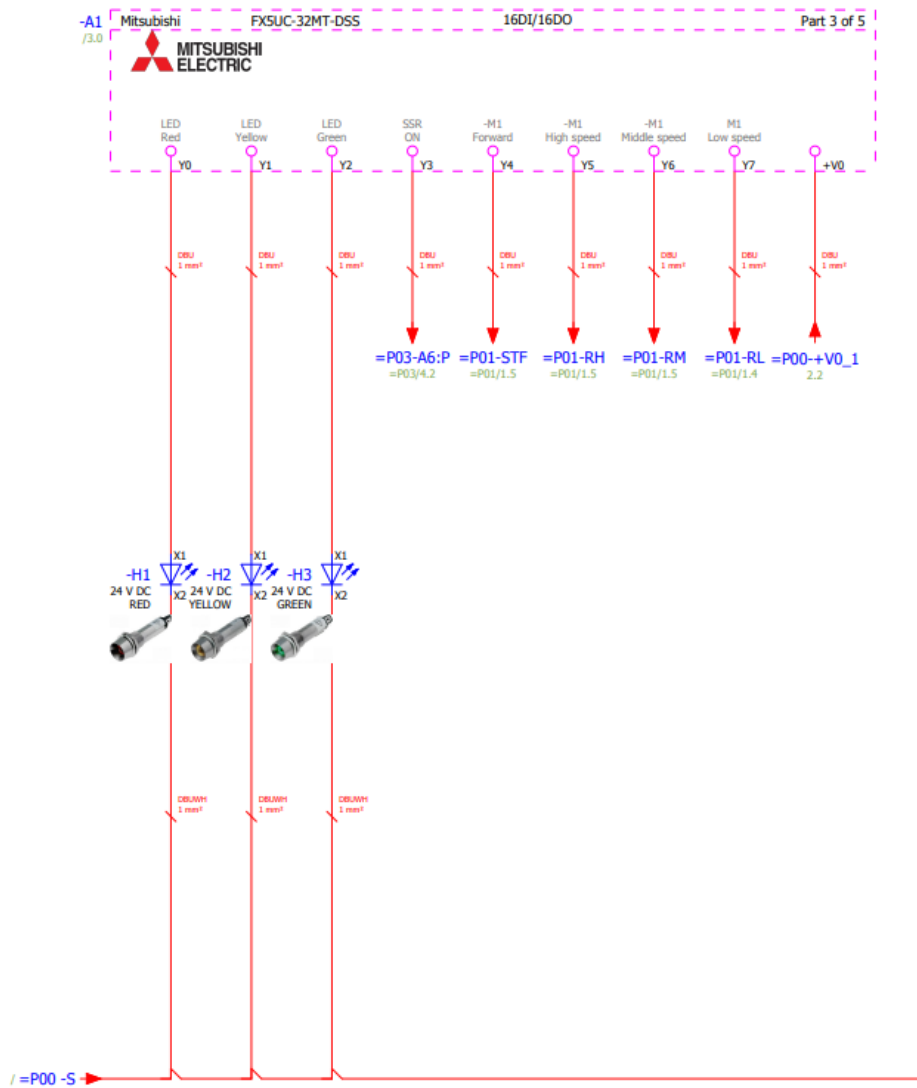 -A1 Mitsubishi FX5UC-32MT-DSS 16DI/16DO Part 3 of 5
/3.0
MITSUBISHI
ELECTRIC
LED LED LED SSR -M1 -M1 -M1 M1
Red Yellow Green ON Forward High speed Middle speed Low speed
Y0 Y1 Y2 Y3 Y4 Y5 Y6 Y7 +V0
DBU DBU DBU DBU DBU DBU DBU DBU DBU
1 mm² 1 mm² 1 mm² 1 mm² 1 mm² 1 mm² 1 mm² 1 mm² 1 mm²
=P03-A6:P =P01-STF =P01-RH =P01-RM =P01-RL =P00-+V0_1
=P03/4.2 =P01/1.5 =P01/1.5 =P01/1.5 =P01/1.4 2.2
X1 X1 X1
-H1 -H2 -H3
24 V DC X2 24 V DC X2 24 V DC X2
RED YELLOW GREEN
DBUWH DBUWH DBUWH
1 mm² 1 mm² 1 mm²
/ =P00 -S